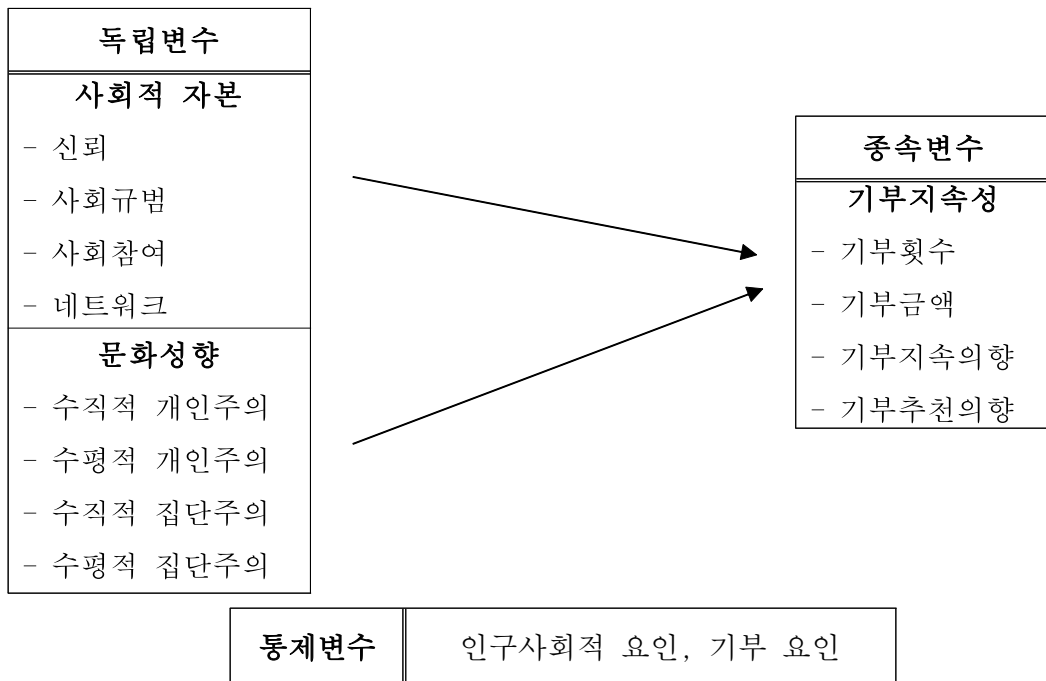 독립변수
사회적 자본
- 신뢰
- 사회규범
- 사회참여
- 네트워크
문화성향
- 수직적 개인주의
- 수평적 개인주의
- 수직적 집단주의
- 수평적 집단주의
종속변수
기부지속성
- 기부횟수
- 기부금액
- 기부지속의향
- 기부추천의향
통제변수
인구사회적 요인, 기부 요인